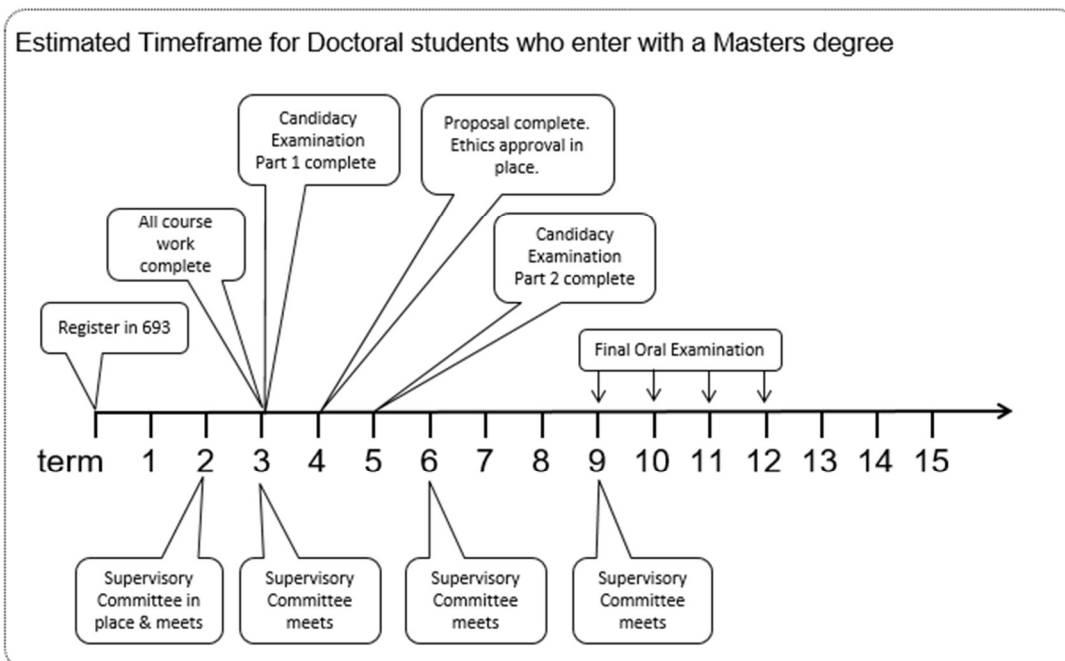 Estimated Timeframe for Doctoral students who enter with a Masters degree
Candidacy
Examination
Part 1 complete
Proposal complete.
Ethics approval in
place.
All course
work
complete
Candidacy
Examination
Part 2 complete
Register in 693
Final Oral Examination
term 1 2 3 4 5 6 7 8 9 10 11 12 13 14 15
Supervisory
Committee in
place & meets
Supervisory
Committee
meets
Supervisory
Committee
meets
Supervisory
Committee
meets